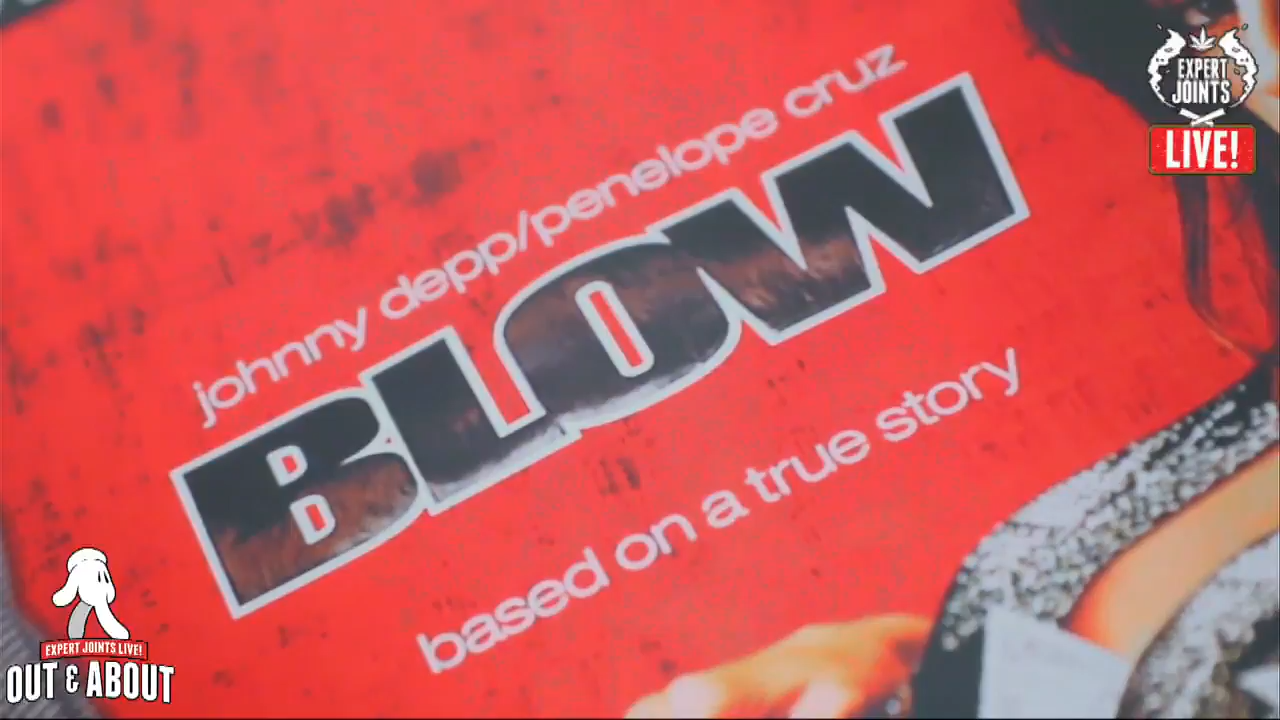 johnny depp/penelope cruz
BLOW
based on a true story
EXPERT
JOINTS
LIVE!
EXPERT JOINTS LIVE!
OUT & ABOUT